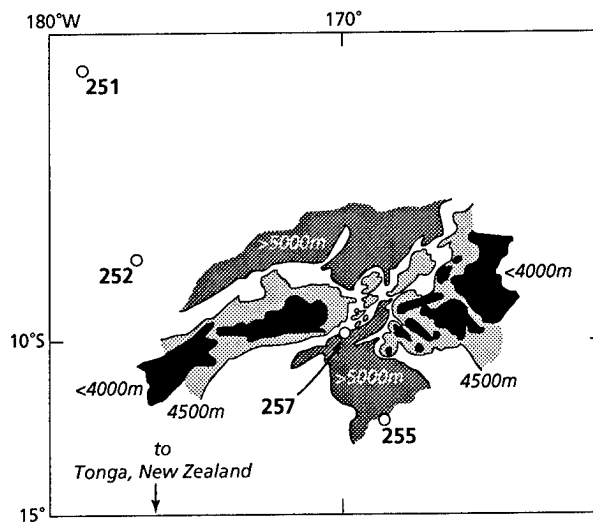 180°W
170°
251
>5000m
252
<4000m
10°S
<4000m
4500m
>5000m
4500m
257
255
to
Tonga, New Zealand
15°